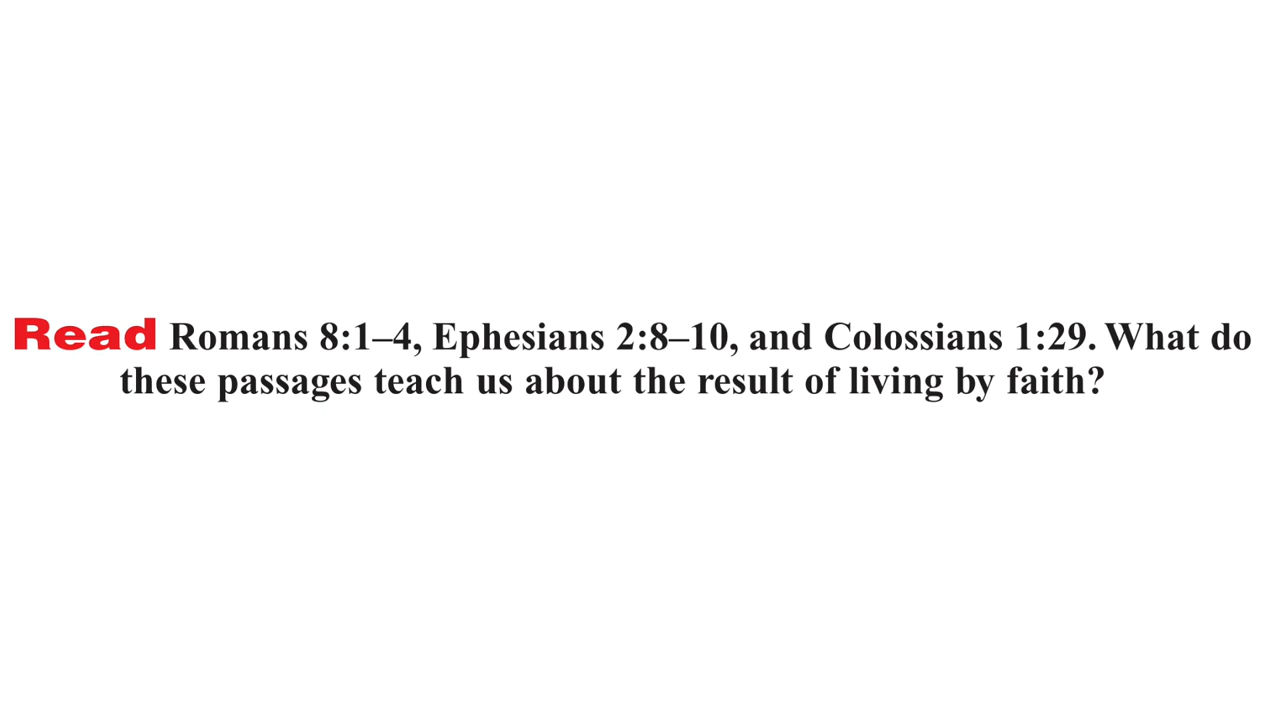 Read Romans 8:1–4, Ephesians 2:8–10, and Colossians 1:29. What do
these passages teach us about the result of living by faith?